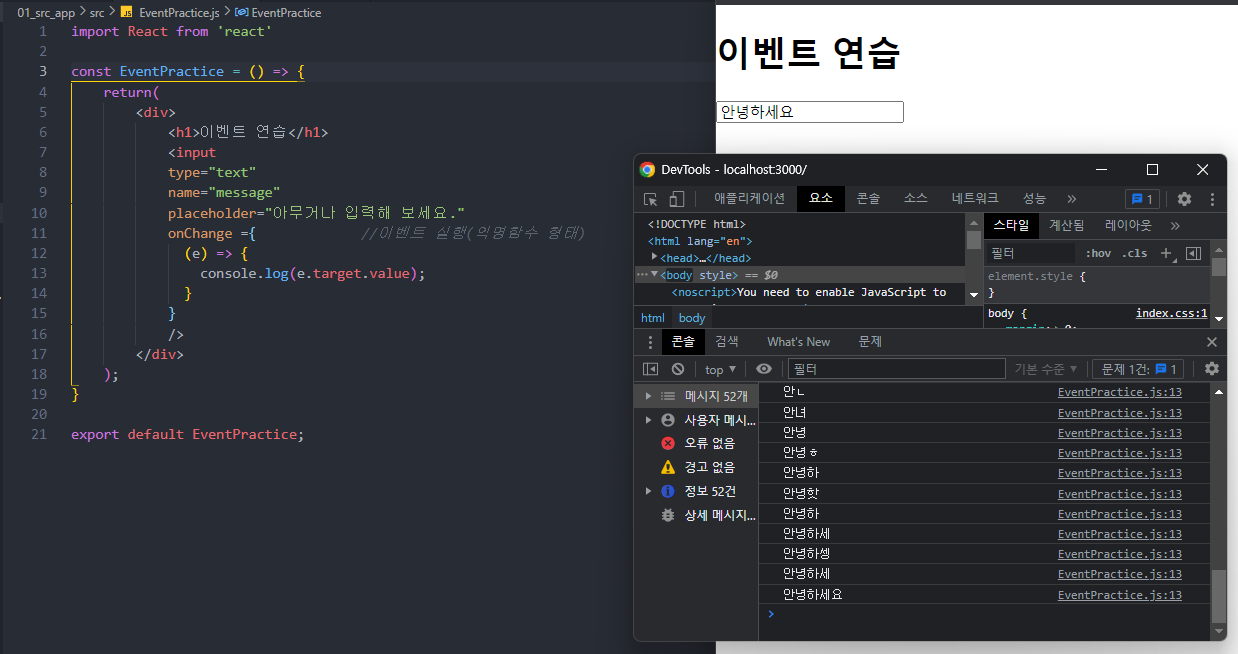 01_src_app > src > JS EventPractice.js > EventPractice
1 import React from 'react'
2
3 const EventPractice = () => {
4 return(
5 <div>
6 <h1>이벤트 연습</h1>
7 <input
8 type="text"
9 name="message"
10 placeholder="아무거나 입력해 보세요."
11 onChange ={ //이벤트 실행(익명함수 형태)
12 (e) => {
13 console.log(e.target.value);
14 }
15 }
16 />
17 </div>
18 );
19 }
20
21 export default EventPractice;
이벤트 연습
안녕하세요
DevTools - localhost:3000/
애플리케이션 요소 콘솔 소스 네트워크 성능 » 1
<!DOCTYPE html>
<html lang="en">
<head>…</head>
<body style> == $0
<noscript>You need to enable JavaScript to
html body
스타일 계산됨 레이아웃 »
필터 :hov .cls +
element.style {
}
body { index.css:1
콘솔 검색 What's New 문제
top ▼ 필터 기본 수준 ▼ 문제 1건: 1
메시지 52개
사용자 메시...
오류 없음
경고 없음
정보 52건
상세 메시지...
안ㄴ EventPractice.js:13
안녀 EventPractice.js:13
안녕 EventPractice.js:13
안녕ㅎ EventPractice.js:13
안녕하 EventPractice.js:13
안녕핫 EventPractice.js:13
안녕하 EventPractice.js:13
안녕하세 EventPractice.js:13
안녕하셍 EventPractice.js:13
안녕하세 EventPractice.js:13
안녕하세요 EventPractice.js:13
>